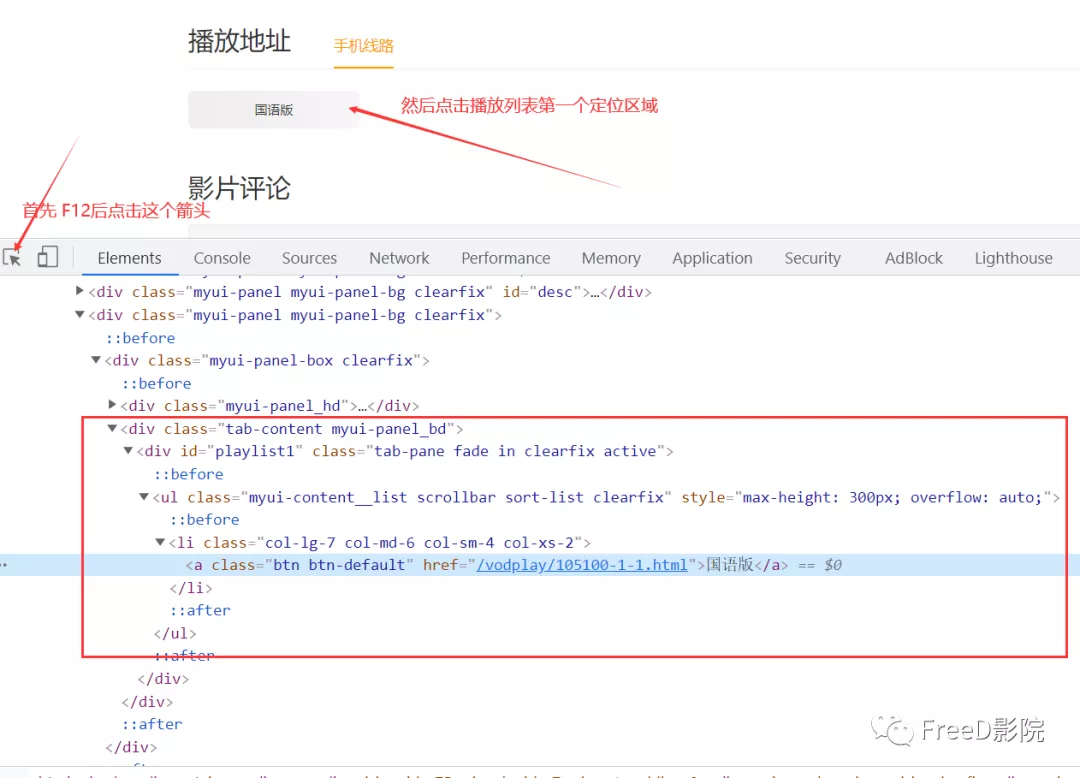 播放地址 手机线路
国语版 然后点击播放列表第一个定位区域
影片评论
首先 F12后点击这个箭头
Elements Console Sources Network Performance Memory Application Security AdBlock Lighthouse
<div class="myui-panel myui-panel-bg clearfix" id="desc">…</div>
<div class="myui-panel myui-panel-bg clearfix">
::before
<div class="myui-panel-box clearfix">
::before
<div class="myui-panel_hd">…</div>
<div class="tab-content myui-panel_bd">
<div id="playlist1" class="tab-pane fade in clearfix active">
::before
<ul class="myui-content__list scrollbar sort-list clearfix" style="max-height: 300px; overflow: auto;">
::before
<li class="col-lg-7 col-md-6 col-sm-4 col-xs-2">
<a class="btn btn-default" href="/vodplay/105100-1-1.html">国语版</a> == $0
</li>
::after
</ul>
::after
</div>
</div>
::after
</div>
FreeD影院